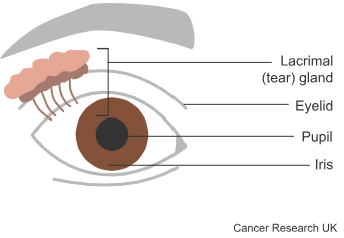 Lacrimal
(tear) gland
Eyelid
Pupil
Iris
Cancer Research UK